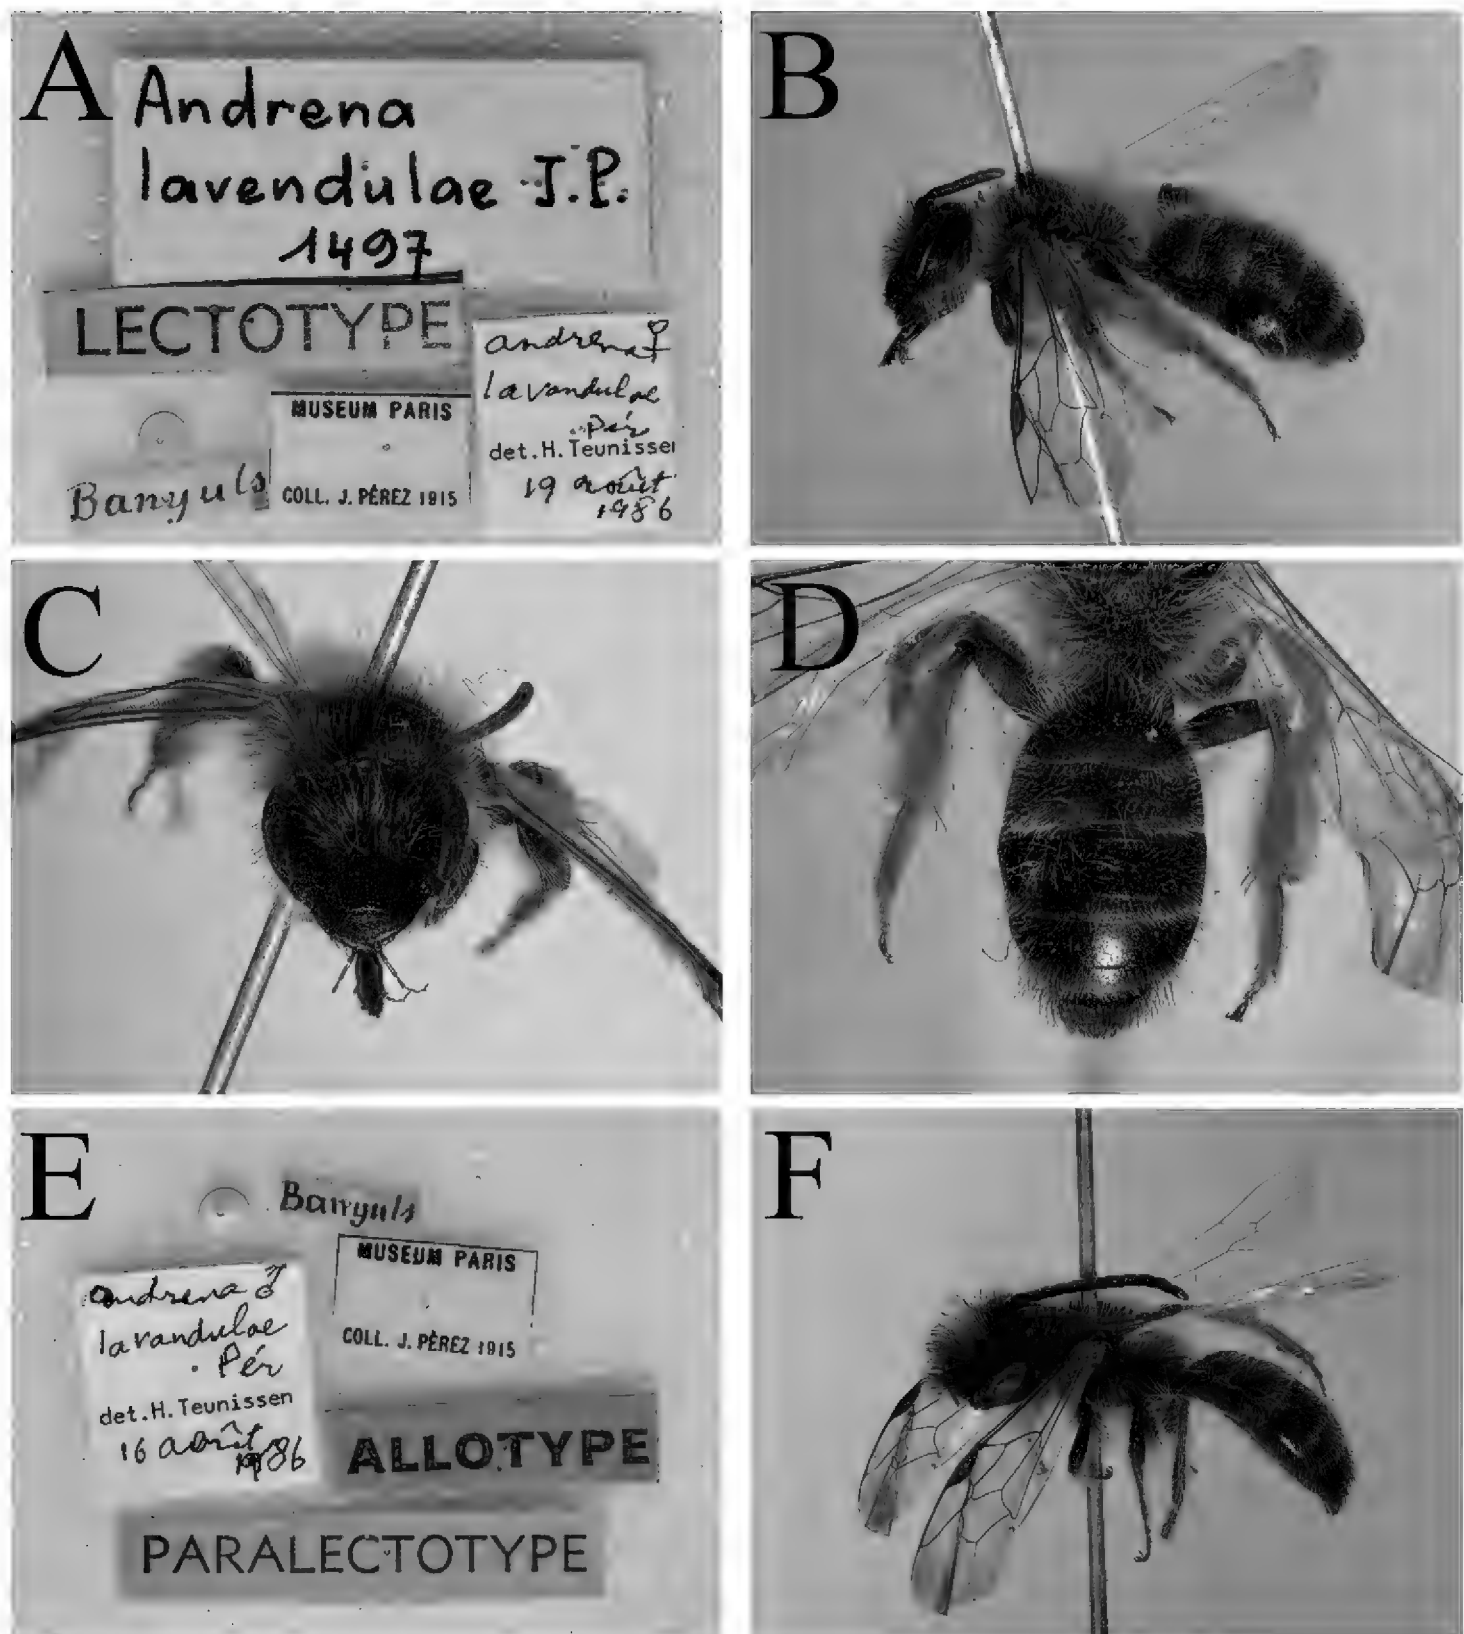 A
Andrena
lavendulae J.P.
1497
LECTOTYPE
andrena ♀
lavandulae
Pér
det.H.Teunisse
19 août
1986
MUSEUM PARIS
COLL. J. PÉREZ 1915
Banyuls
B
C
D
E
Banyuls
MUSEUM PARIS
COLL. J. PÉREZ 1915
andrena ♂
lavandulae
Pér
det.H.Teunissen
16 août
1986
ALLOTYPE
PARALECTOTYPE
F